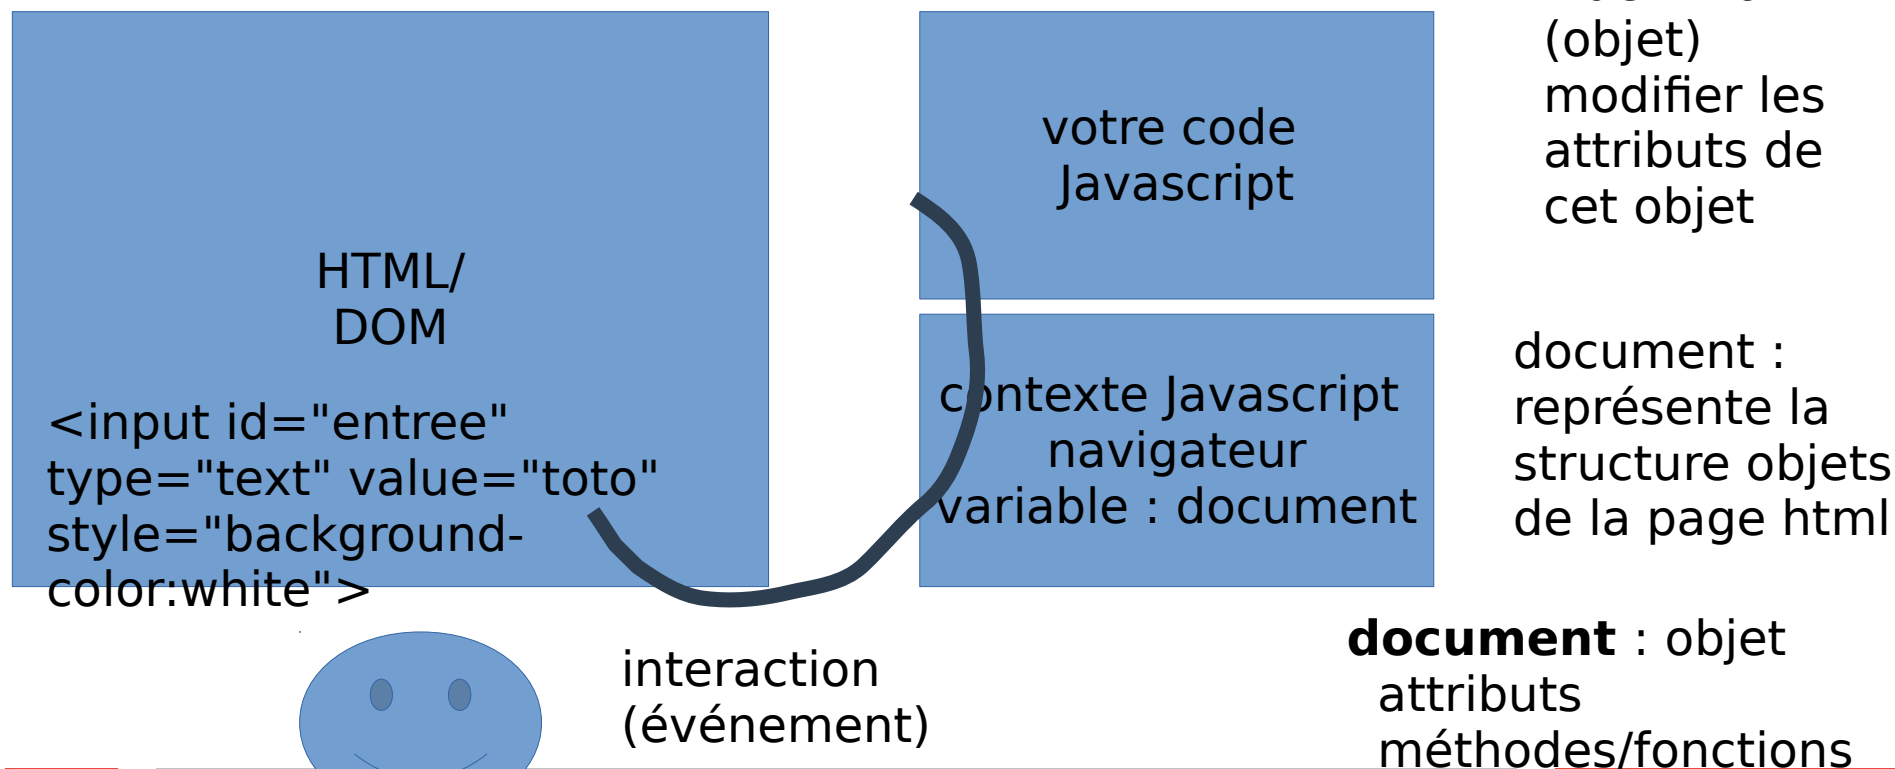 HTML/
DOM
<input id="entree"
type="text" value="toto"
style="background-
color:white">
votre code
Javascript
contexte Javascript
navigateur
variable : document
(objet)
modifier les
attributs de
cet objet
document :
représente la
structure objets
de la page html
interaction
(événement)
document : objet
attributs
méthodes/fonctions